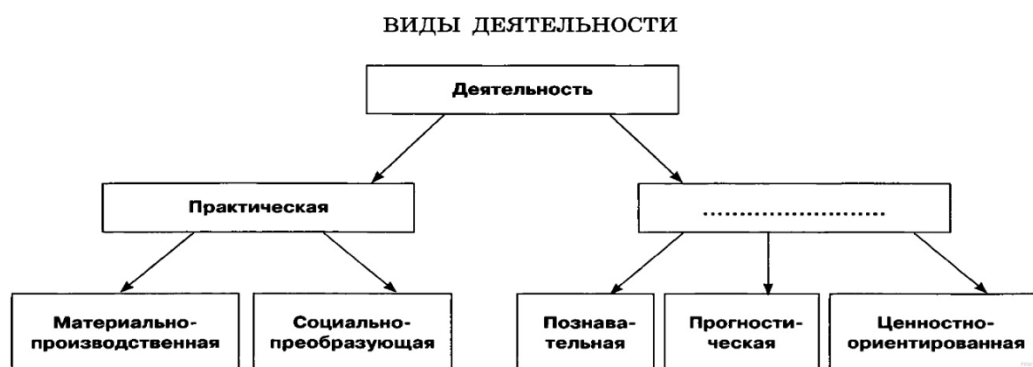 ВИДЫ ДЕЯТЕЛЬНОСТИ
Деятельность
Практическая
..........................
Материально-
производственная
Социально-
преобразующая
Познава-
тельная
Прогности-
ческая
Ценностно-
ориентированная